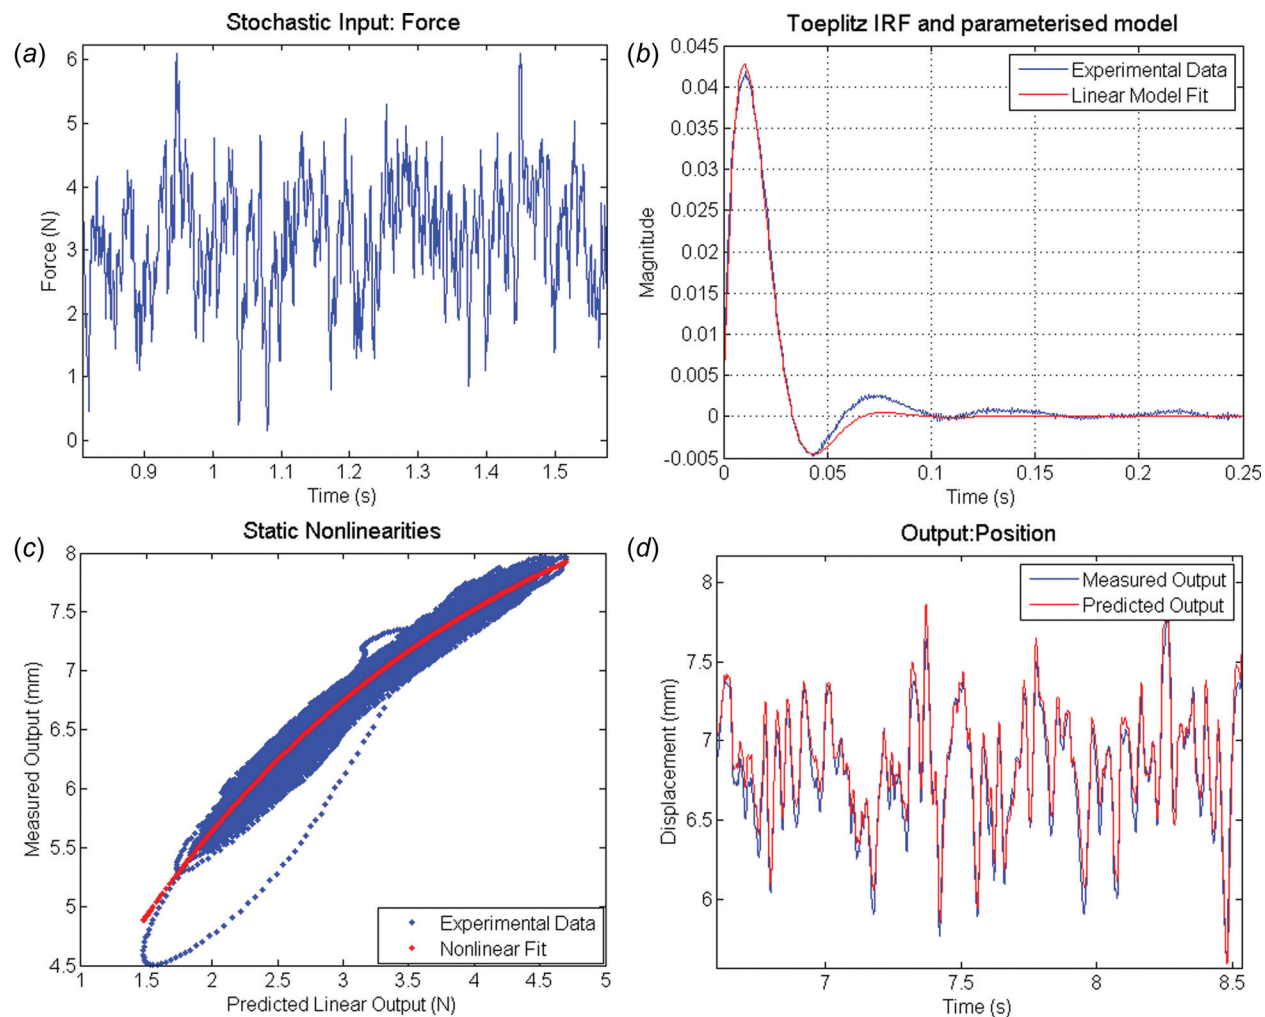 (a)
Stochastic Input: Force
6
5
4
3
2
1
0
Force (N)
0.9 1 1.1 1.2 1.3 1.4 1.5
Time (s)
(b)
Toeplitz IRF and parameterised model
0.045
0.04
0.035
0.03
0.025
0.02
0.015
0.01
0.005
0
-0.005
Magnitude
Experimental Data
Linear Model Fit
0 0.05 0.1 0.15 0.2 0.25
Time (s)
(c)
Static Nonlinearities
8
7.5
7
6.5
6
5.5
5
4.5
Measured Output (mm)
Experimental Data
Nonlinear Fit
1 1.5 2 2.5 3 3.5 4 4.5 5
Predicted Linear Output (N)
(d)
Output:Position
8
7.5
7
6.5
6
Displacement (mm)
Measured Output
Predicted Output
7 7.5 8 8.5
Time (s)